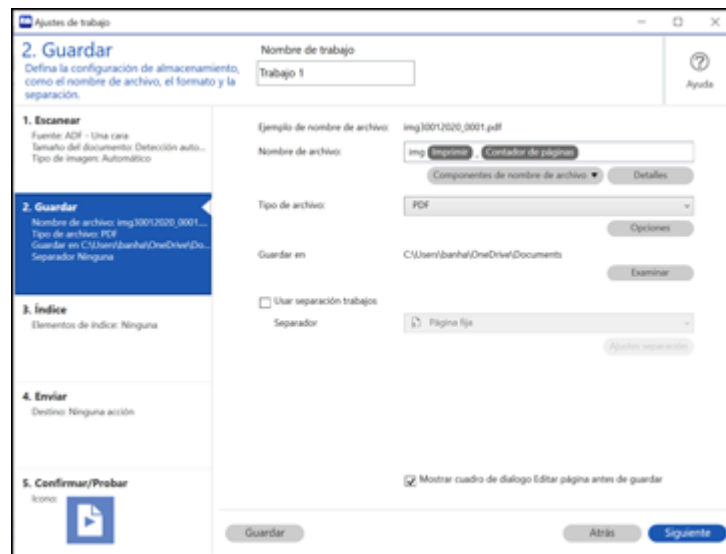 Ajustes de trabajo
2. Guardar
Defina la configuración de almacenamiento,
como el nombre de archivo, el formato y la
separación.
Nombre de trabajo
Trabajo 1
Ayuda
1. Escanear
Fuente: ADF - Una cara
Tamaño del documento: Detección auto...
Tipo de imagen: Automático
2. Guardar
Nombre de archivo: img30012020_0001....
Tipo de archivo: PDF
Guardar en C:\Users\banha\OneDrive\Do...
Separador Ninguna
3. Índice
Elementos de índice: Ninguna
4. Enviar
Destino: Ninguna acción
5. Confirmar/Probar
Icono:
Ejemplo de nombre de archivo: img30012020_0001.pdf
Nombre de archivo: img Imprimir , Contador de páginas
Componentes de nombre de archivo ▼ Detalles
Tipo de archivo: PDF
Opciones
Guardar en C:\Users\banha\OneDrive\Documents
Examinar
Usar separación trabajos
Separador Página fija
Ajustes separación
Mostrar cuadro de dialogo Editar página antes de guardar
Guardar Atrás Siguiente